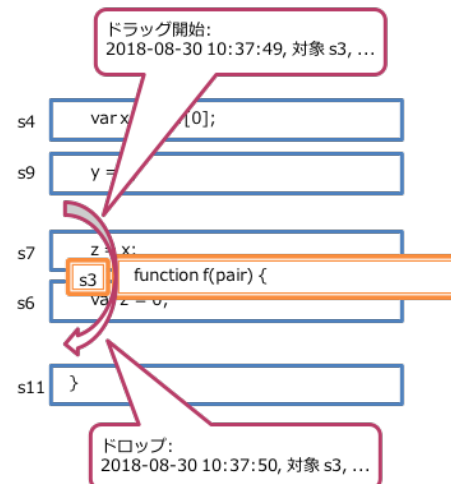 ドラッグ開始:
2018-08-30 10:37:49, 対象 s3, ...
s4 var x [0];
s9 y =
s7 z = x;
s3 function f(pair) {
s6 var z = 0;
s11 }
ドロップ:
2018-08-30 10:37:50, 対象 s3, ...